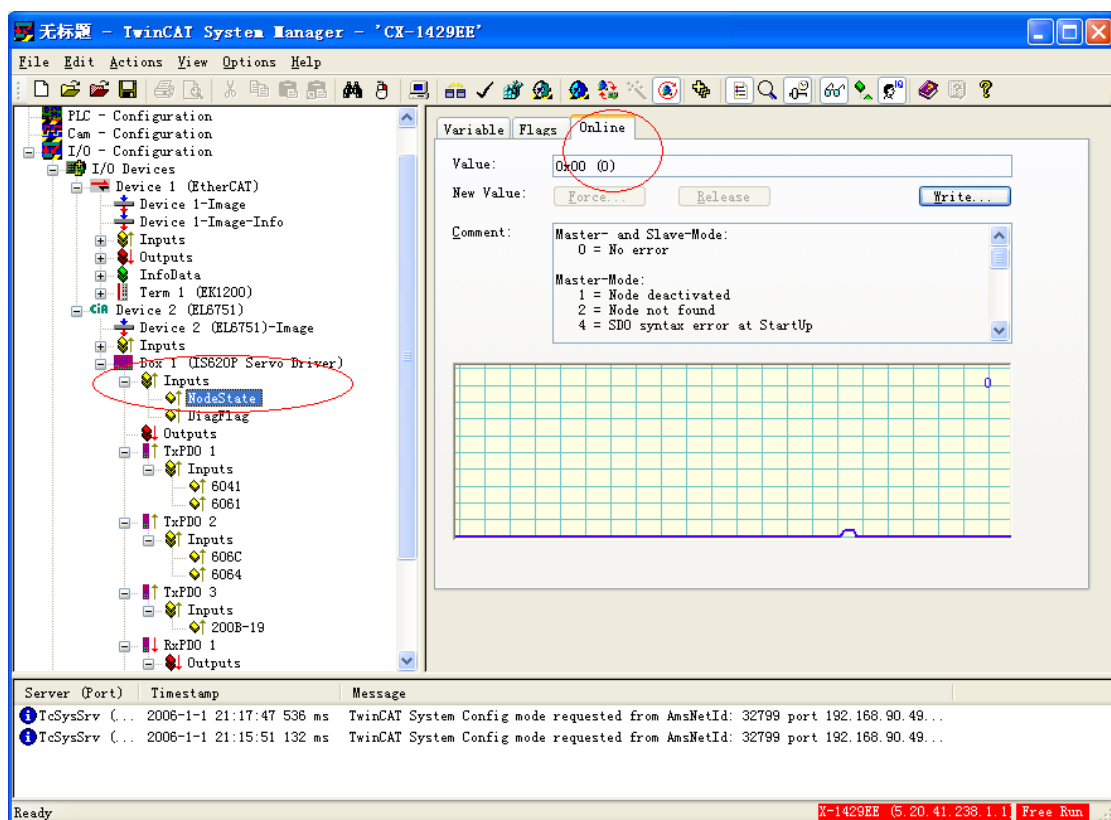 无标题 - TwinCAT System Manager - 'CX-1429EE'
File Edit Actions View Options Help
PLC - Configuration
Cam - Configuration
I/O - Configuration
I/O Devices
Device 1 (EtherCAT)
Device 1-Image
Device 1-Image-Info
Inputs
Outputs
InfoData
Term 1 (EK1200)
CiA Device 2 (EL6751)
Device 2 (EL6751)-Image
Inputs
Box 1 (IS620P Servo Driver)
Inputs
NodeState
DiagFlag
Outputs
TxPDO 1
Inputs
6041
6061
TxPDO 2
Inputs
606C
6064
TxPDO 3
Inputs
200B-19
RxPDO 1
Outputs
Variable Flags Online
Value: 0x00 (0)
New Value: Force... Release Write...
Comment: Master- and Slave-Mode:
0 = No error
Master-Mode:
1 = Node deactivated
2 = Node not found
4 = SDO syntax error at StartUp
0
Server (Port) Timestamp Message
TcSysSrv (... 2006-1-1 21:17:47 536 ms TwinCAT System Config mode requested from AmsNetId: 32799 port 192.168.90.49...
TcSysSrv (... 2006-1-1 21:15:51 132 ms TwinCAT System Config mode requested from AmsNetId: 32799 port 192.168.90.49...
Ready X-1429EE (5.20.41.238.1.1) Free Run